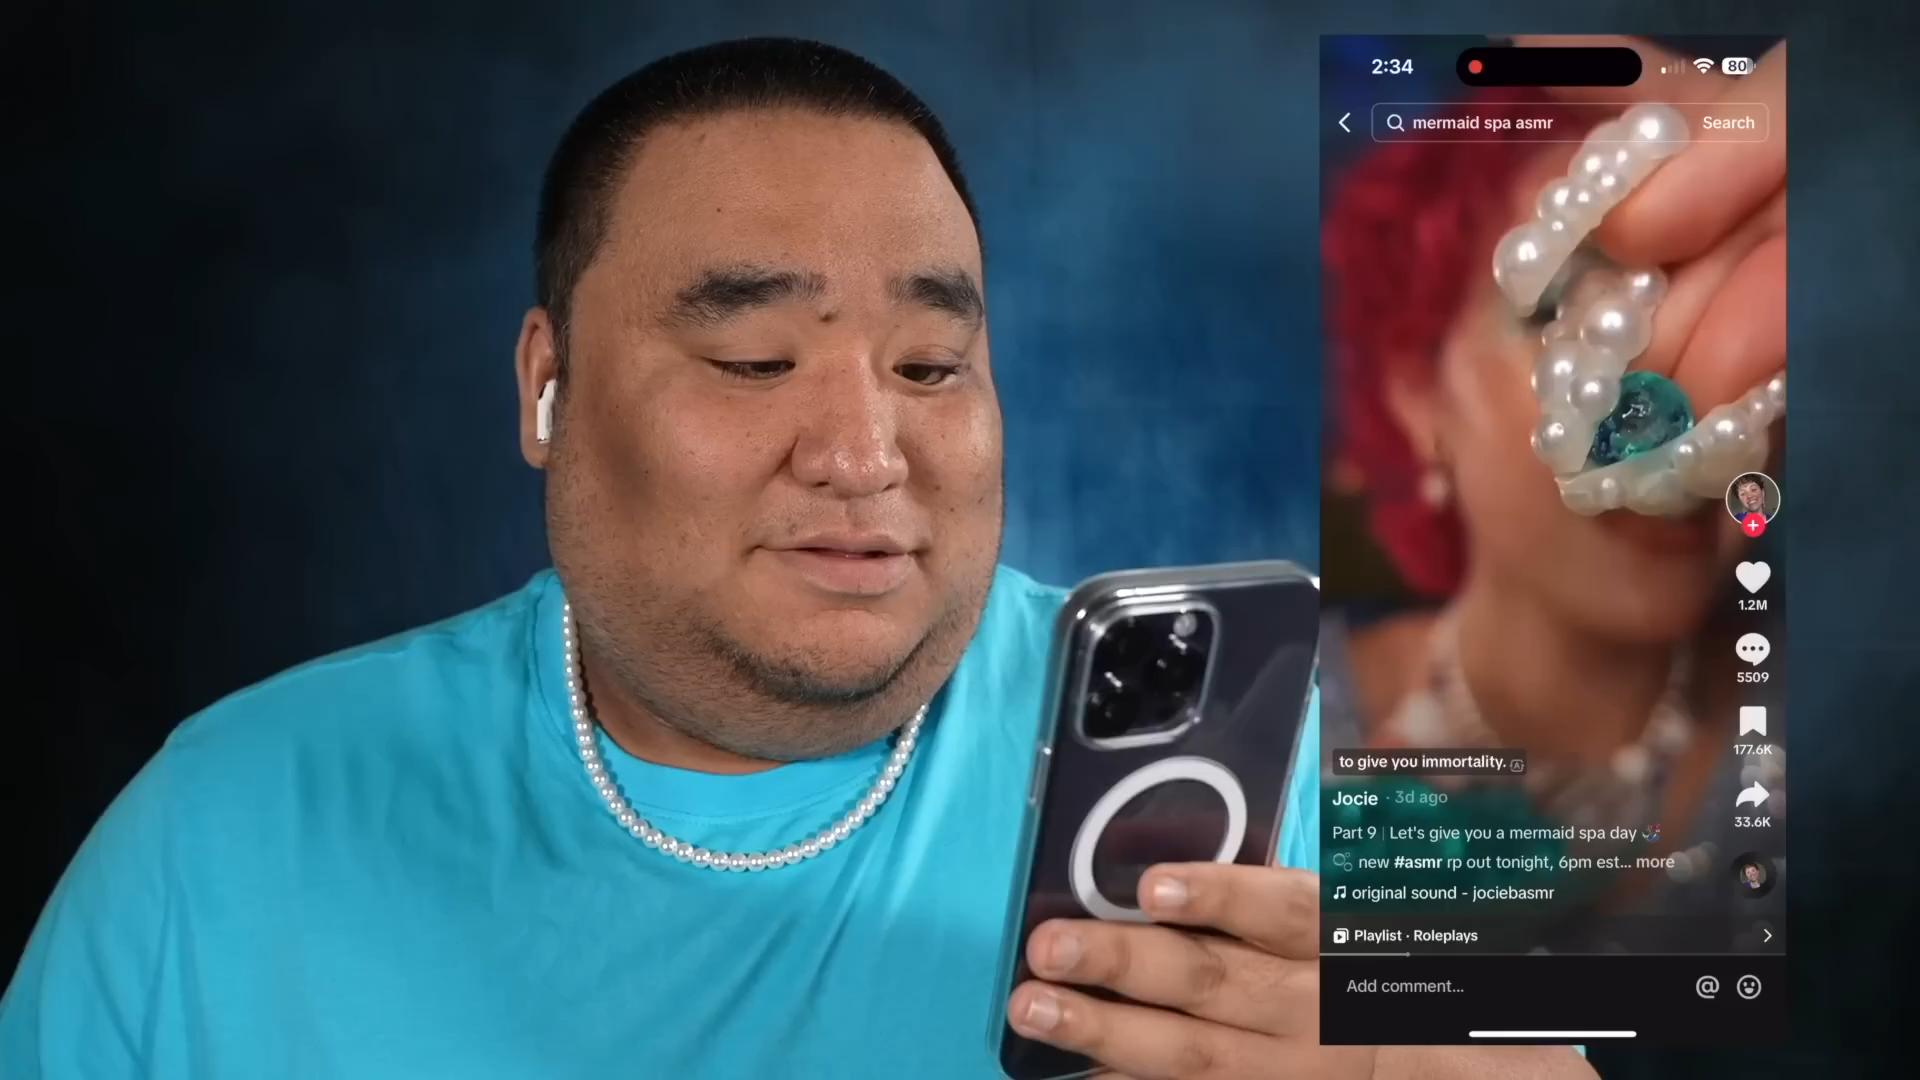 2:34
80
mermaid spa asmr
Search
1.2M
5509
177.6K
33.6K
to give you immortality.
Jocie · 3d ago
Part 9 | Let's give you a mermaid spa day
new #asmr rp out tonight, 6pm est... more
original sound - jociebasmr
Playlist · Roleplays
Add comment...
@